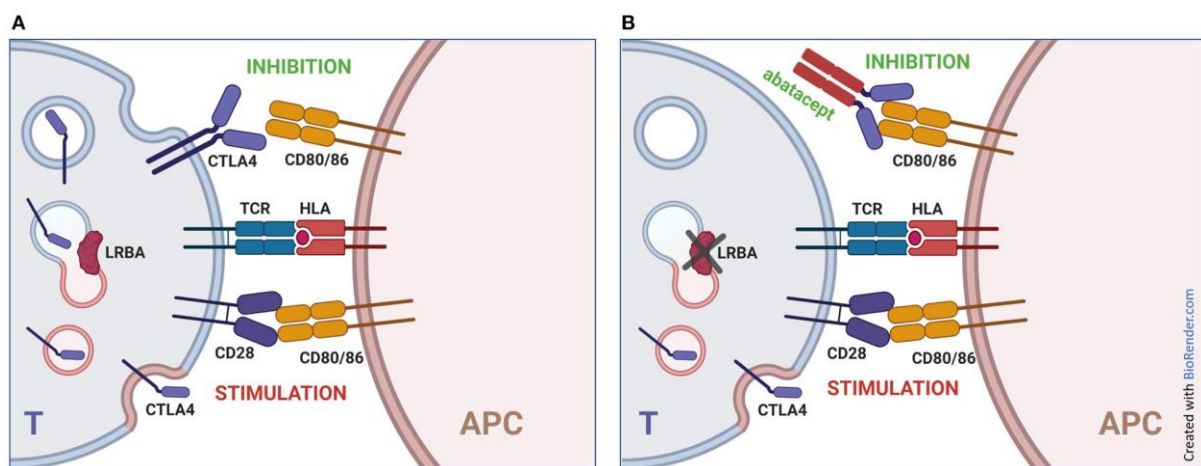 A
INHIBITION
CTLA4
CD80/86
TCR
HLA
LRBA
CD28
CD80/86
CTLA4
STIMULATION
T
APC
B
INHIBITION
abatacept
CD80/86
TCR
HLA
LRBA
CD28
CD80/86
CTLA4
STIMULATION
T
APC
Created with BioRender.com